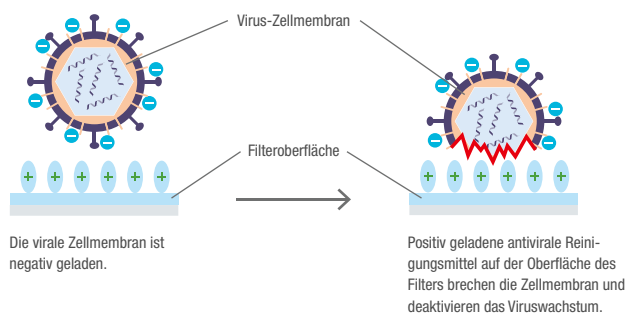 Virus-Zellmembran
Filteroberfläche
Die virale Zellmembran ist
negativ geladen.
Positiv geladene antivirale Reini-
gungsmittel auf der Oberfläche des
Filters brechen die Zellmembran und
deaktivieren das Viruswachstum.